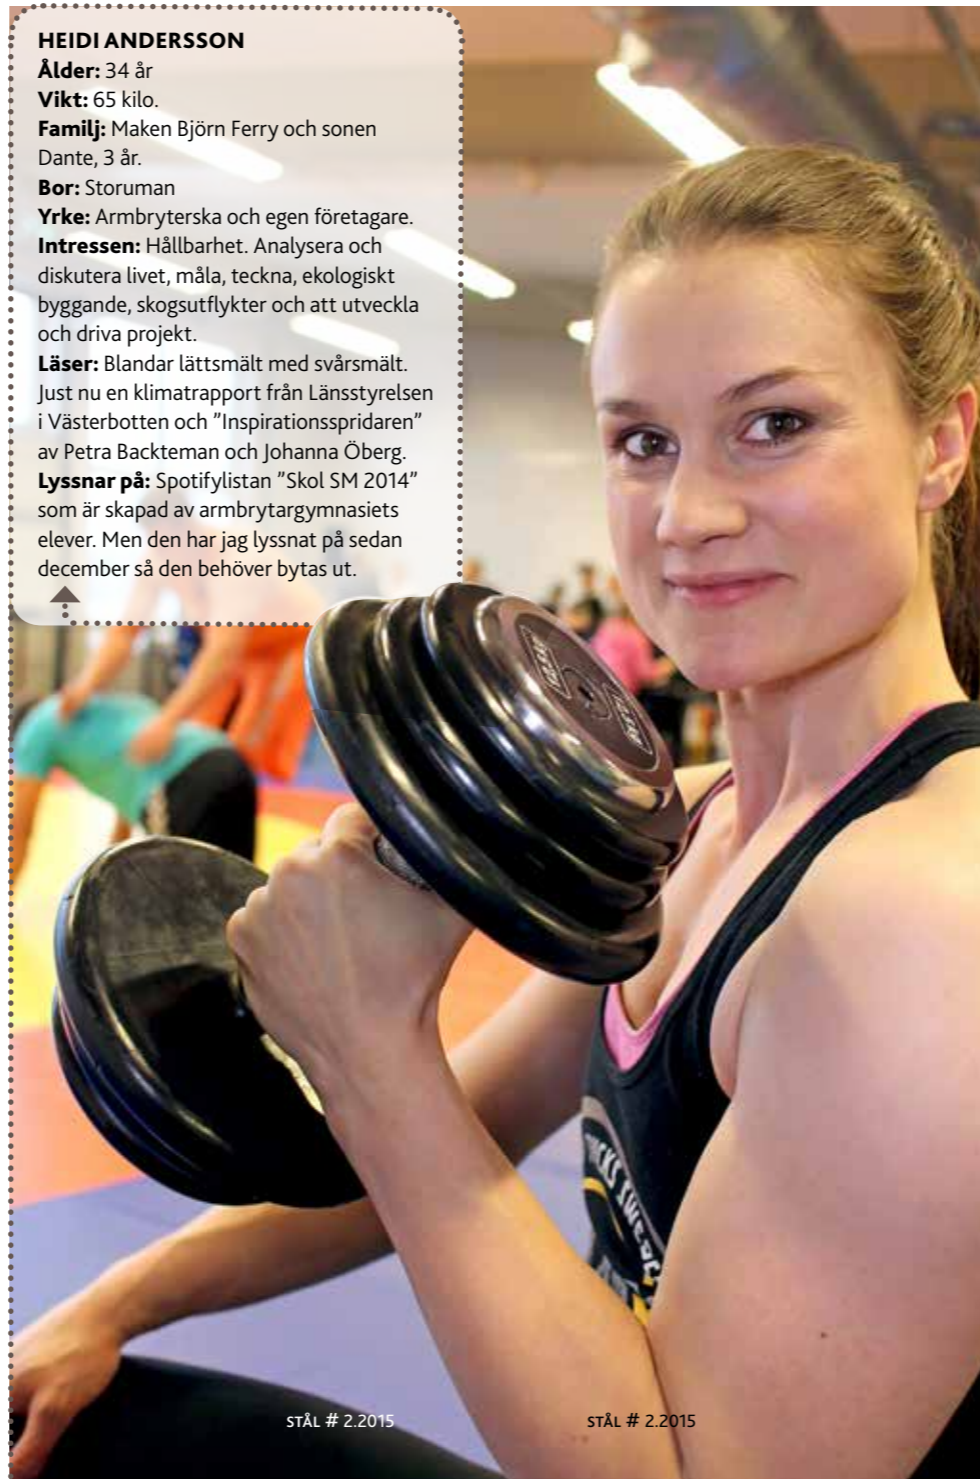 HEIDI ANDERSSON
Ålder: 34 år
Vikt: 65 kilo.
Familj: Maken Björn Ferry och sonen
Dante, 3 år.
Bor: Storuman
Yrke: Armbryterska och egen företagare.
Intressen: Hållbarhet. Analysera och
diskutera livet, måla, teckna, ekologiskt
byggande, skogsutflykter och att utveckla
och driva projekt.
Läser: Blandar lättsmält med svårsmält.
Just nu en klimatrapport från Länsstyrelsen
i Västerbotten och ”Inspirationsspridaren”
av Petra Backteman och Johanna Öberg.
Lyssnar på: Spotifylistan ”Skol SM 2014”
som är skapad av armbrytargymnasiets
elever. Men den har jag lyssnat på sedan
december så den behöver bytas ut.
STÅL # 2.2015
STÅL # 2.2015